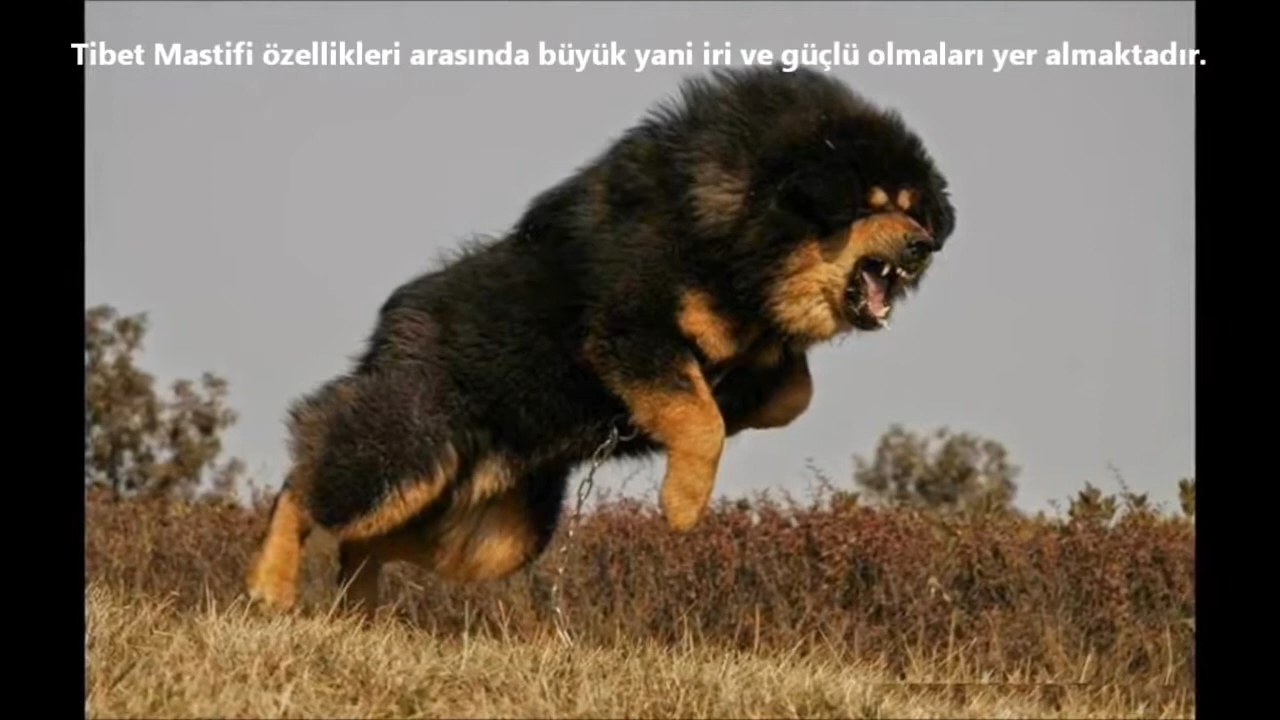 Tibet Mastifi özellikleri arasında büyük yani iri ve güçlü olmaları yer almaktadır.